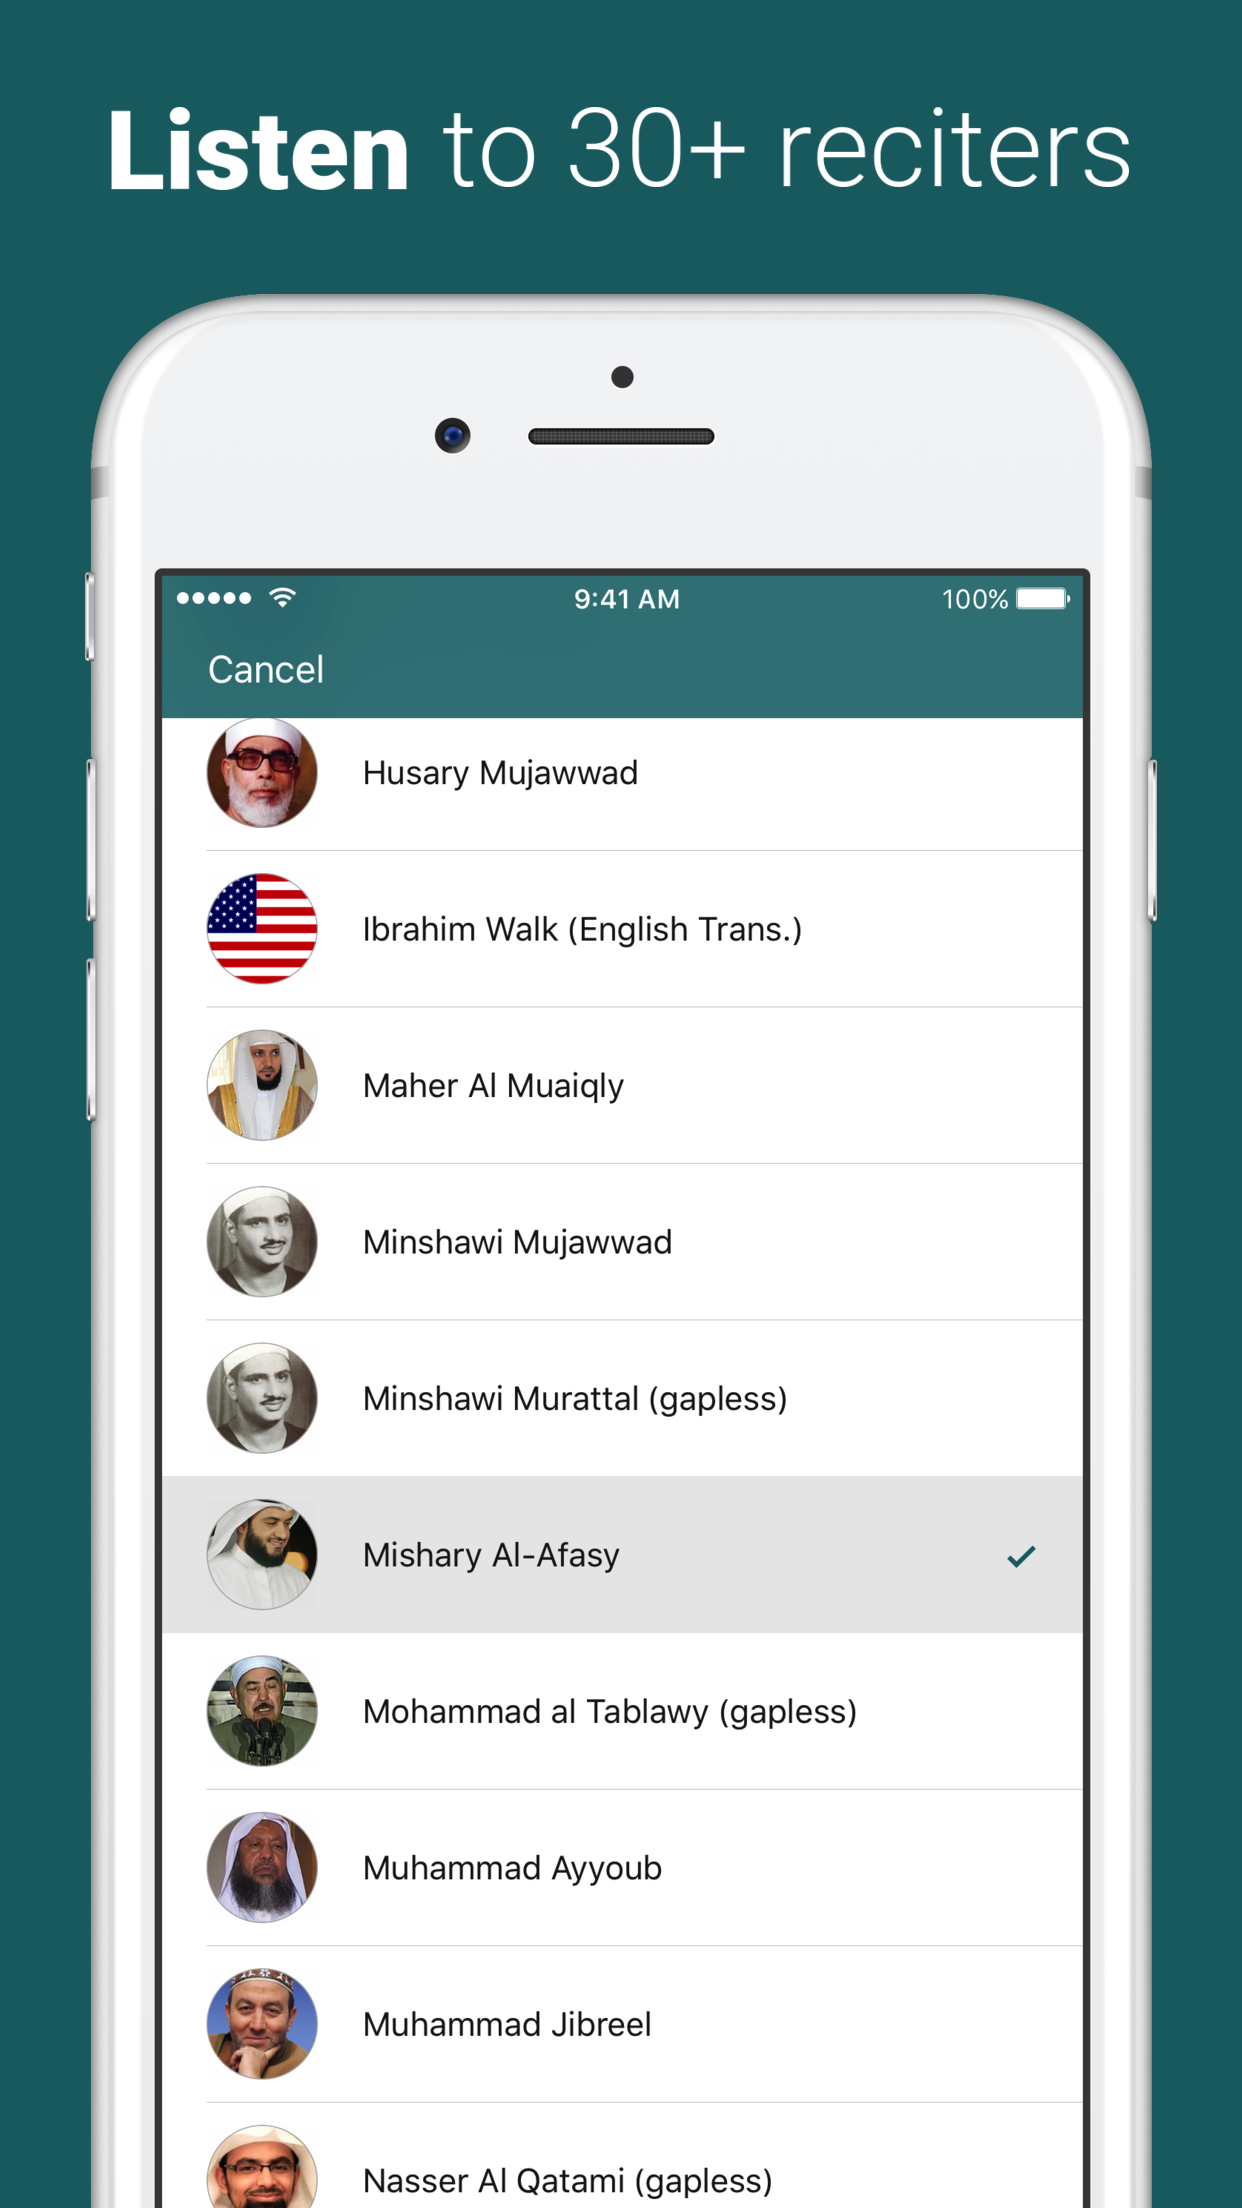 Listen to 30+ reciters
9:41 AM
100%
Cancel
Husary Mujawwad
Ibrahim Walk (English Trans.)
Maher Al Muaiqly
Minshawi Mujawwad
Minshawi Murattal (gapless)
Mishary Al-Afasy
Mohammad al Tablawy (gapless)
Muhammad Ayyoub
Muhammad Jibreel
Nasser Al Qatami (gapless)